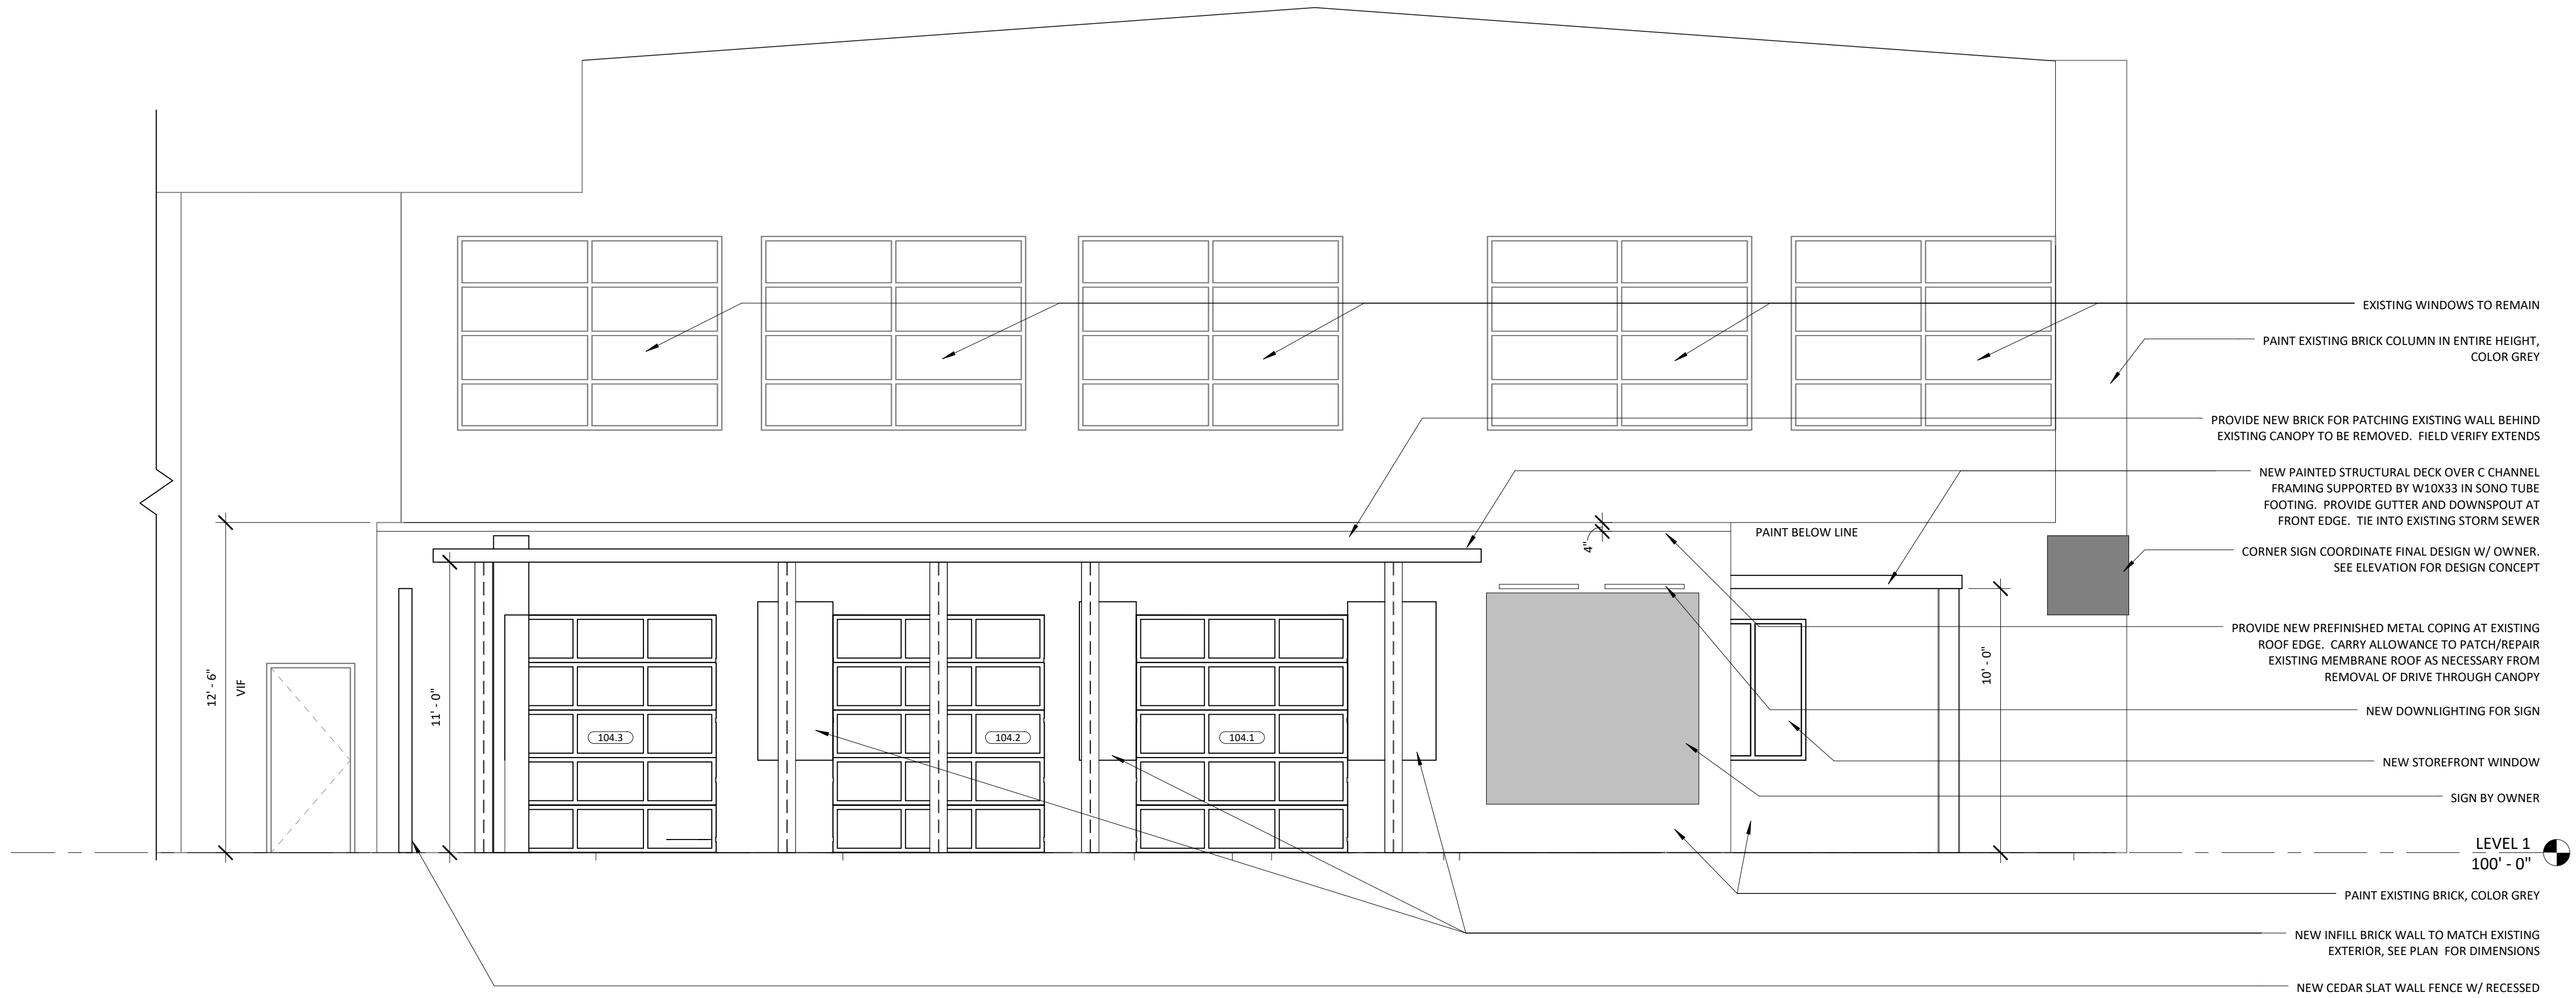 EXISTING WINDOWS TO REMAIN
PAINT EXISTING BRICK COLUMN IN ENTIRE HEIGHT,
COLOR GREY
PROVIDE NEW BRICK FOR PATCHING EXISTING WALL BEHIND
EXISTING CANOPY TO BE REMOVED. FIELD VERIFY EXTENDS
NEW PAINTED STRUCTURAL DECK OVER C CHANNEL
FRAMING SUPPORTED BY W10X33 IN SONO TUBE
FOOTING. PROVIDE GUTTER AND DOWNSPOUT AT
FRONT EDGE. TIE INTO EXISTING STORM SEWER
PAINT BELOW LINE
4"
CORNER SIGN COORDINATE FINAL DESIGN W/ OWNER.
SEE ELEVATION FOR DESIGN CONCEPT
PROVIDE NEW PREFINISHED METAL COPING AT EXISTING
ROOF EDGE. CARRY ALLOWANCE TO PATCH/REPAIR
EXISTING MEMBRANE ROOF AS NECESSARY FROM
REMOVAL OF DRIVE THROUGH CANOPY
12' - 6"
VIF
11' - 0"
10' - 0"
NEW DOWNLIGHTING FOR SIGN
104.3
104.2
104.1
NEW STOREFRONT WINDOW
SIGN BY OWNER
LEVEL 1
100' - 0"
PAINT EXISTING BRICK, COLOR GREY
NEW INFILL BRICK WALL TO MATCH EXISTING
EXTERIOR, SEE PLAN FOR DIMENSIONS
NEW CEDAR SLAT WALL FENCE W/ RECESSED